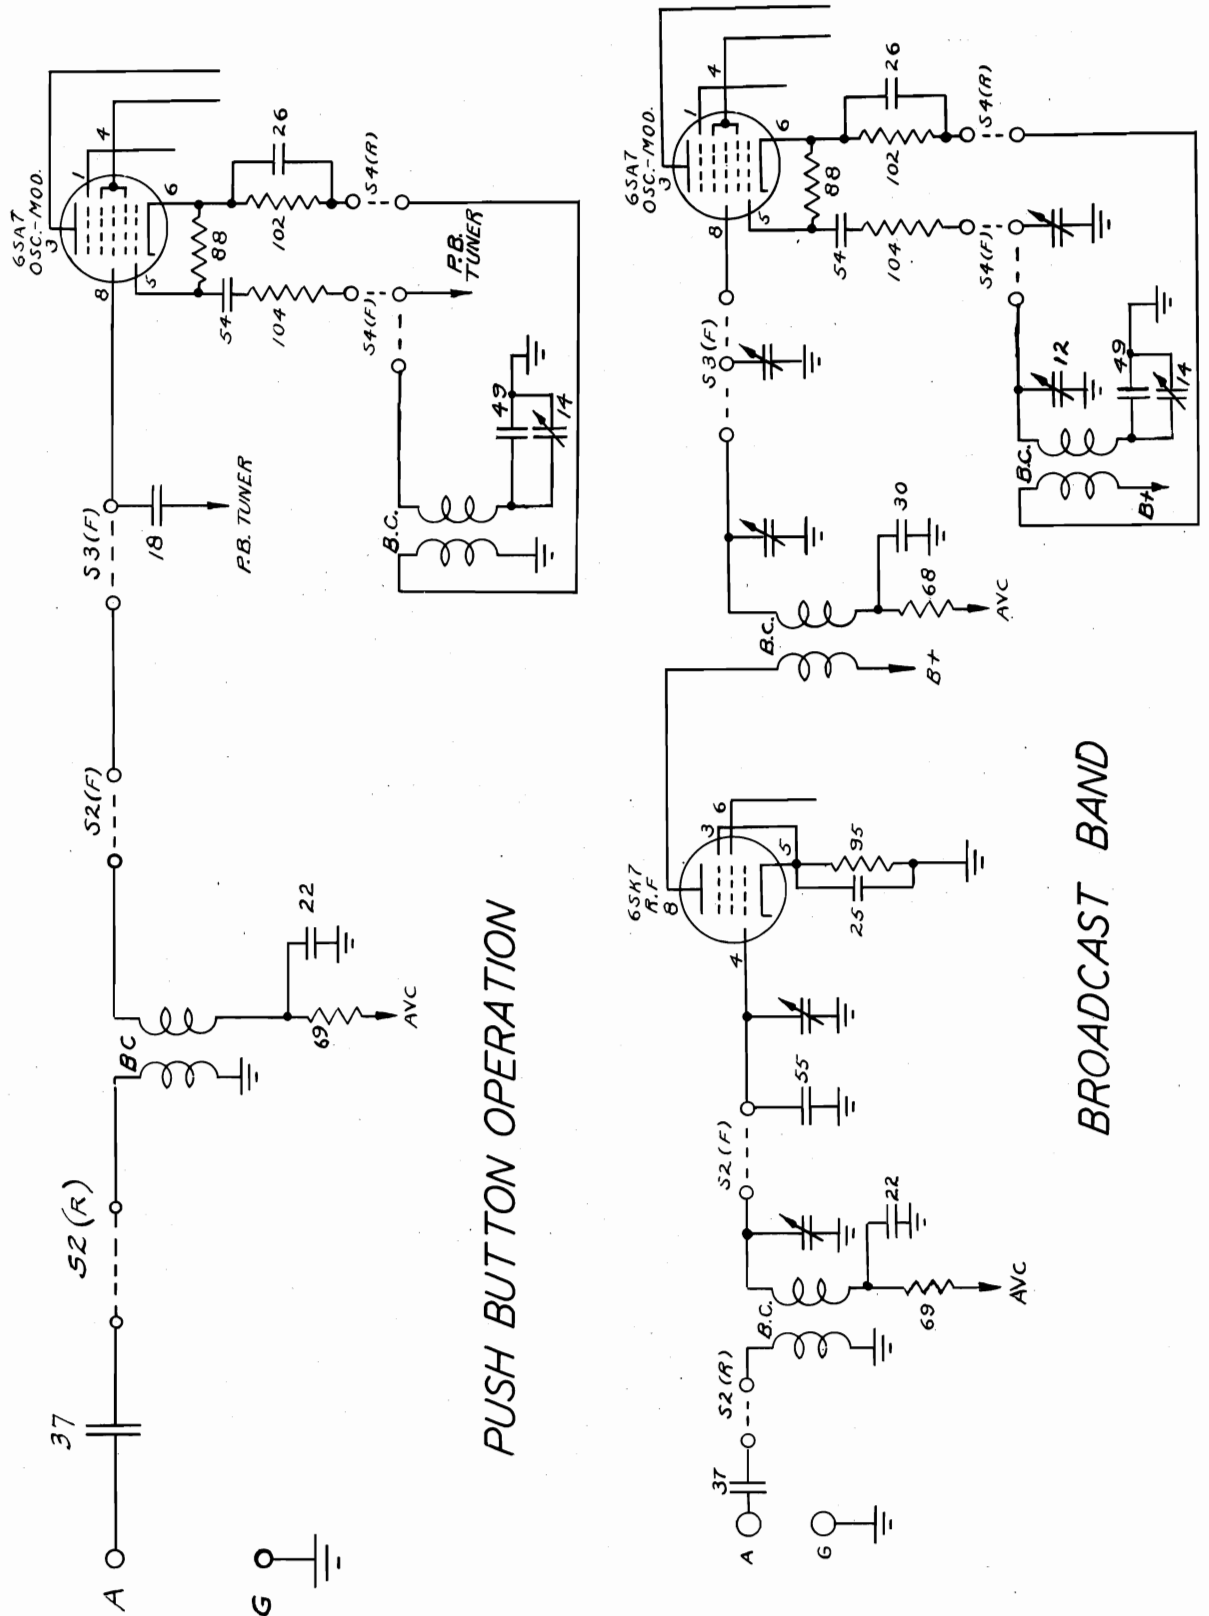 6SA7
OSC.-MOD.
3
1
4
8
5
6
88
26
102
54
104
S4(R)
S4(F)
P.B.
TUNER
S3(F)
18
P.B. TUNER
B.C.
49
14
S2(F)
22
69
AVC
BC
S2(R)
37
A
G
PUSH BUTTON OPERATION
6SA7
OSC.-MOD.
3
1
4
8
5
6
88
26
102
54
104
S4(R)
S4(F)
S3(F)
12
49
14
B.C.
B+
30
68
AVC
B.C.
B+
6SK7
R.F
8
3
6
5
4
95
25
55
S2(F)
22
69
AVC
B.C.
S2(R)
37
A
G
BROADCAST BAND